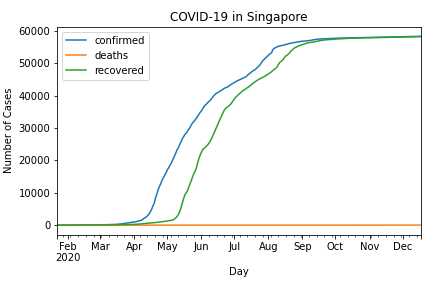 COVID-19 in Singapore
Number of Cases
60000
50000
40000
30000
20000
10000
0
confirmed
deaths
recovered
Feb Mar Apr May Jun Jul Aug Sep Oct Nov Dec
2020
Day